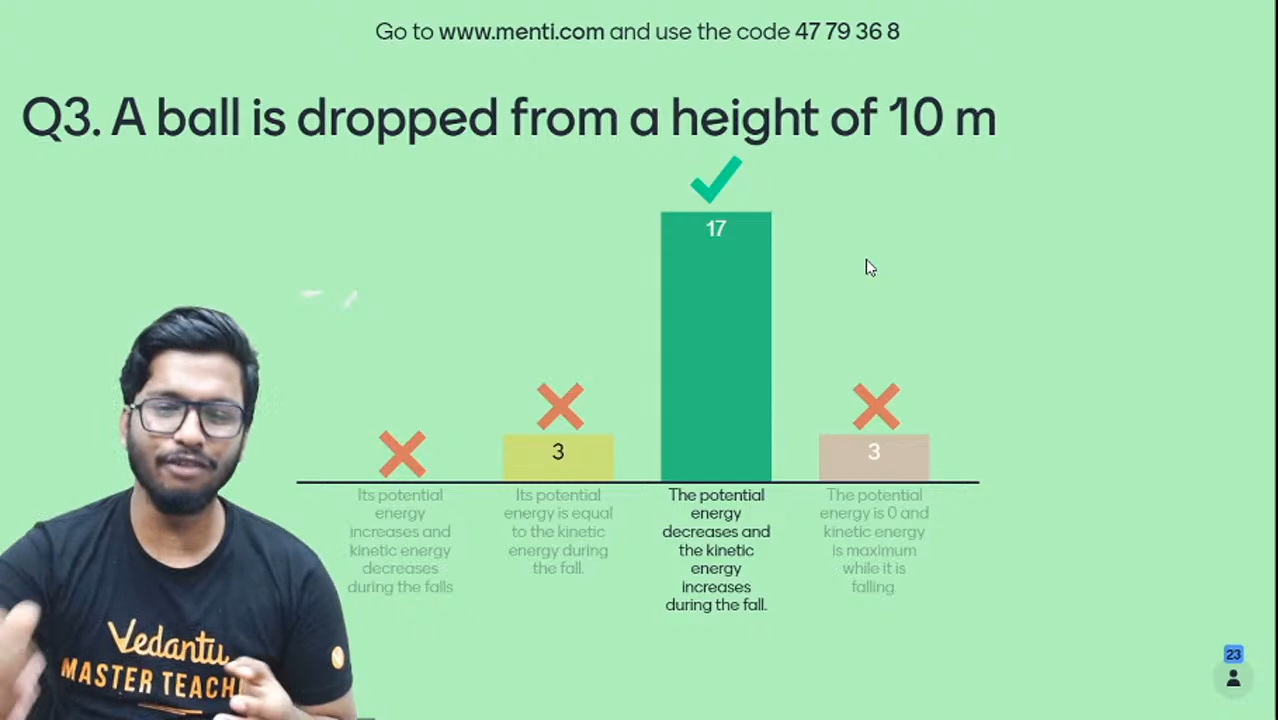 Go to www.menti.com and use the code 47 79 36 8
Q3. A ball is dropped from a height of 10 m
17
3
3
Its potential
energy
increases and
kinetic energy
decreases
during the falls
Its potential
energy is equal
to the kinetic
energy during
the fall.
The potential
energy
decreases and
the kinetic
energy
increases
during the fall.
The potential
energy is 0 and
kinetic energy
is maximum
while it is
falling
Vedantu
MASTER TEACH
23